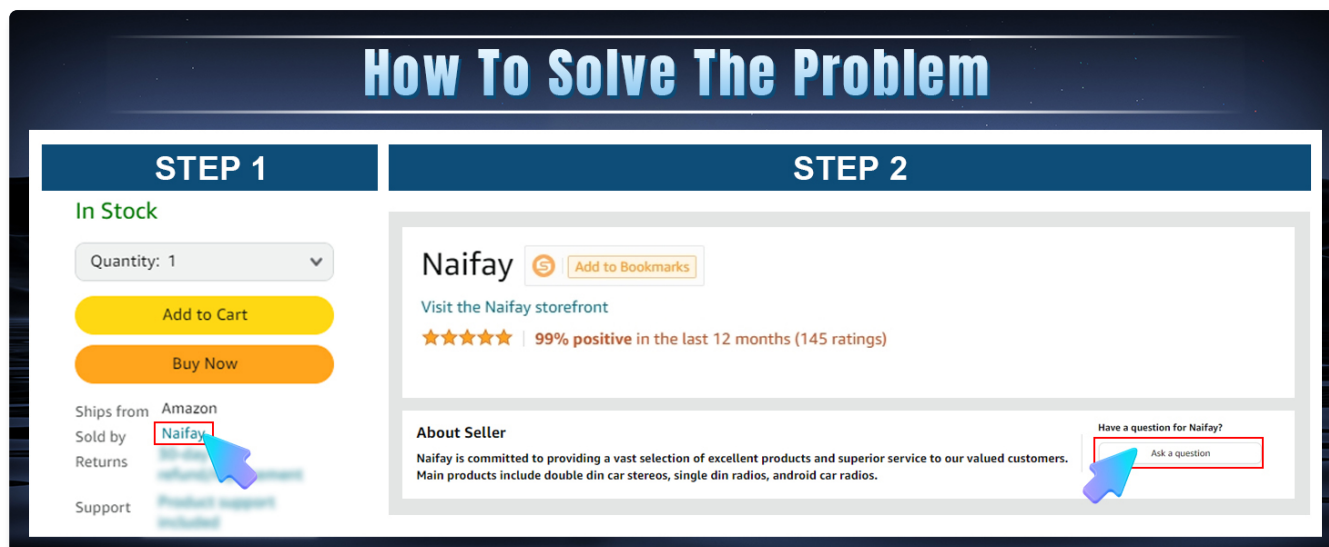 How To Solve The Problem
STEP 1
In Stock
Quantity: 1
Add to Cart
Buy Now
Ships from Amazon
Sold by Naifay
Returns
Support
STEP 2
Naifay
Add to Bookmarks
Visit the Naifay storefront
99% positive in the last 12 months (145 ratings)
About Seller
Naifay is committed to providing a vast selection of excellent products and superior service to our valued customers.
Main products include double din car stereos, single din radios, android car radios.
Have a question for Naifay?
Ask a question